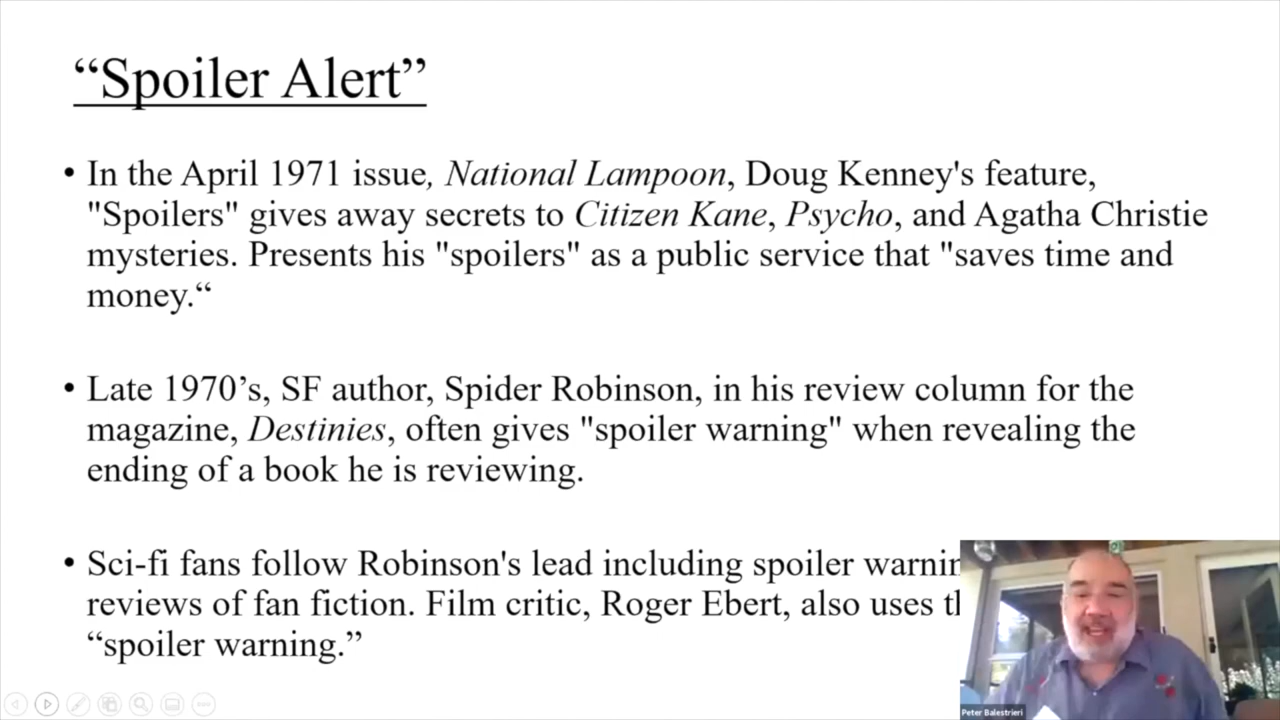 “Spoiler Alert”
• In the April 1971 issue, National Lampoon, Doug Kenney's feature,
"Spoilers" gives away secrets to Citizen Kane, Psycho, and Agatha Christie
mysteries. Presents his "spoilers" as a public service that "saves time and
money.“
• Late 1970’s, SF author, Spider Robinson, in his review column for the
magazine, Destinies, often gives "spoiler warning" when revealing the
ending of a book he is reviewing.
• Sci-fi fans follow Robinson's lead including spoiler
reviews of fan fiction. Film critic, Roger Ebert, also uses
“spoiler warning.”
Peter Balestrieri